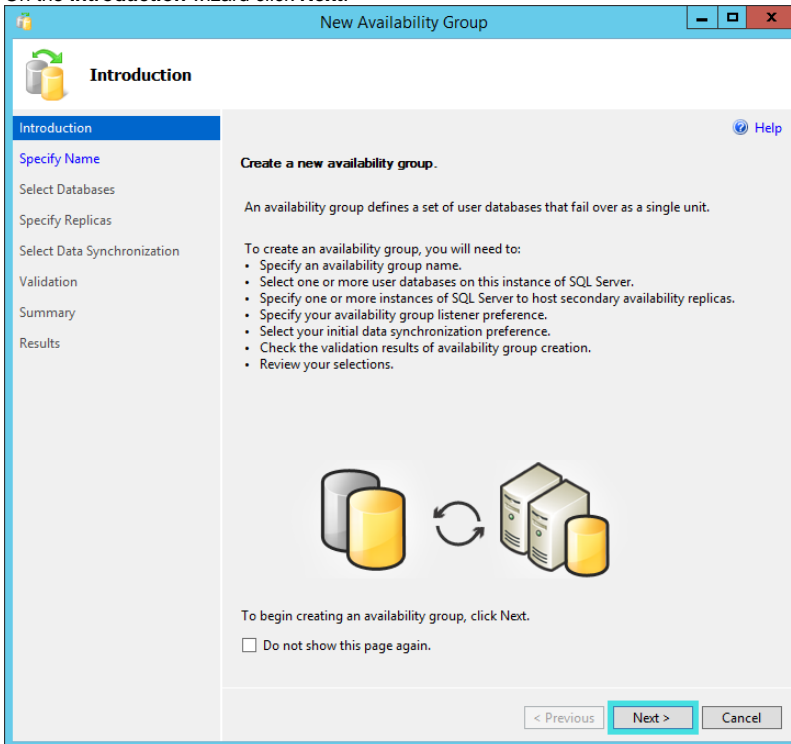 On the Introduction wizard click Next.
New Availability Group
Introduction
Introduction
Help
Specify Name
Select Databases
Specify Replicas
Select Data Synchronization
Validation
Summary
Results
Create a new availability group.
An availability group defines a set of user databases that fail over as a single unit.
To create an availability group, you will need to:
• Specify an availability group name.
• Select one or more user databases on this instance of SQL Server.
• Specify one or more instances of SQL Server to host secondary availability replicas.
• Specify your availability group listener preference.
• Select your initial data synchronization preference.
• Check the validation results of availability group creation.
• Review your selections.
To begin creating an availability group, click Next.
Do not show this page again.
< Previous
Next >
Cancel